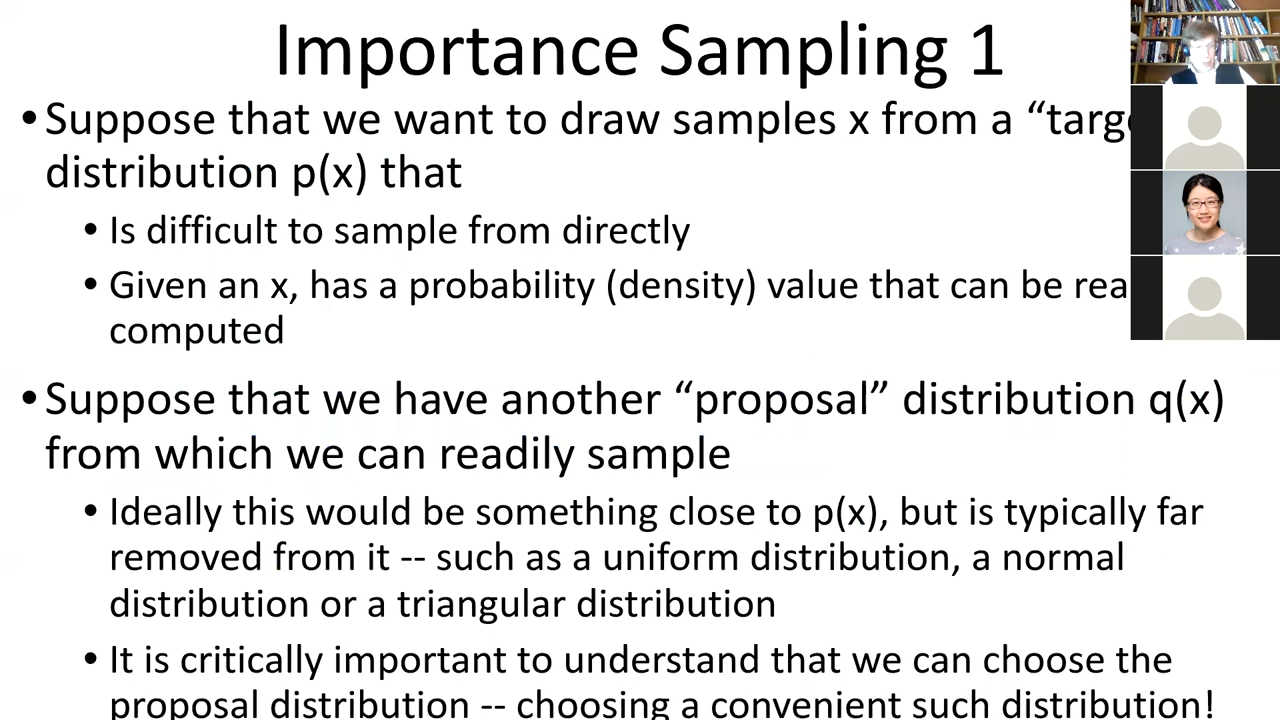 Importance Sampling 1
• Suppose that we want to draw samples x from a “targe
distribution p(x) that
• Is difficult to sample from directly
• Given an x, has a probability (density) value that can be rea
computed
• Suppose that we have another “proposal” distribution q(x)
from which we can readily sample
• Ideally this would be something close to p(x), but is typically far
removed from it -- such as a uniform distribution, a normal
distribution or a triangular distribution
• It is critically important to understand that we can choose the
proposal distribution -- choosing a convenient such distribution!